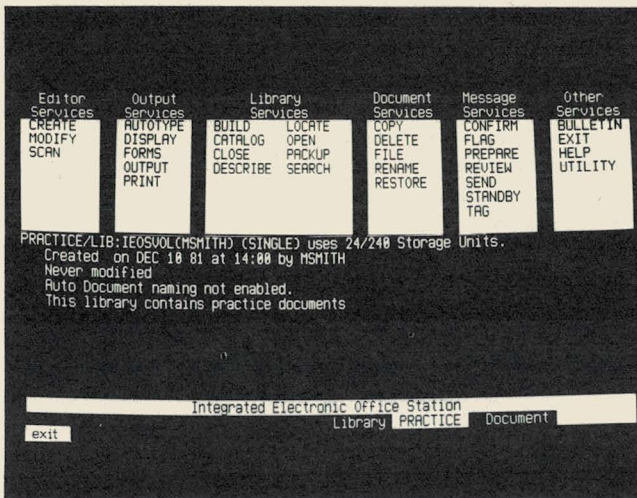 Editor Services
CREATE
MODIFY
SCAN
Output Services
AUTOTYPE
DISPLAY
FORMS
OUTPUT
PRINT
Library Services
BUILD LOCATE
CATALOG OPEN
CLOSE PACKUP
DESCRIBE SEARCH
Document Services
COPY
DELETE
FILE
RENAME
RESTORE
Message Services
CONFIRM
FLAG
PREPARE
REVIEW
SEND
STANDBY
TAG
Other Services
BULLETIN
EXIT
HELP
UTILITY
PRACTICE/LIB:IEOSVOL(MSMITH) (SINGLE) uses 24/240 Storage Units.
Created on DEC 10 81 at 14:00 by MSMITH
Never modified
Auto Document naming not enabled.
This library contains practice documents
Integrated Electronic Office Station
Library PRACTICE Document
exit